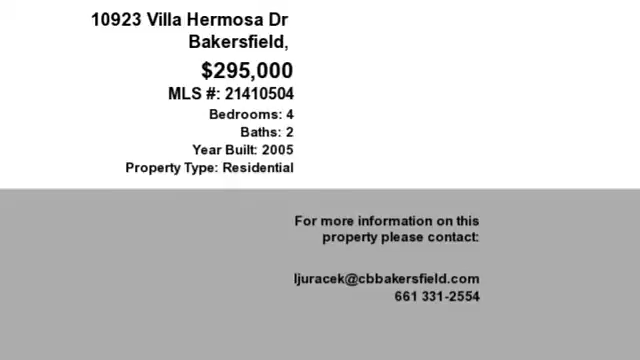 10923 Villa Hermosa Dr
Bakersfield,
$295,000
MLS #: 21410504
Bedrooms: 4
Baths: 2
Year Built: 2005
Property Type: Residential
For more information on this
property please contact:
ljuracek@cbbakersfield.com
661 331-2554